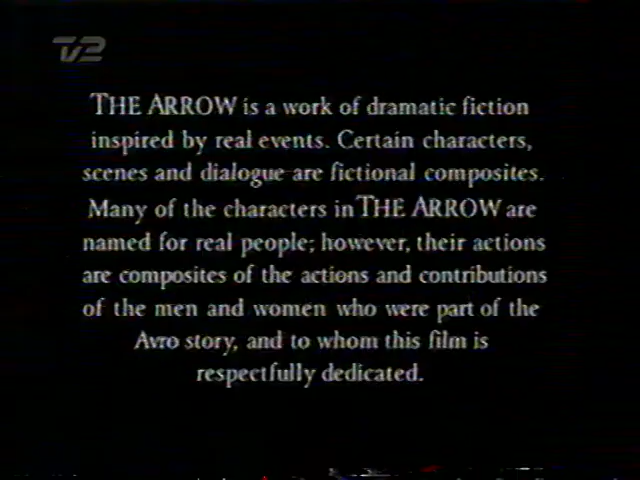 TV2
THE ARROW is a work of dramatic fiction
inspired by real events. Certain characters,
scenes and dialogue are fictional composites.
Many of the characters in THE ARROW are
named for real people; however, their actions
are composites of the actions and contributions
of the men and women who were part of the
Avro story, and to whom this film is
respectfully dedicated.